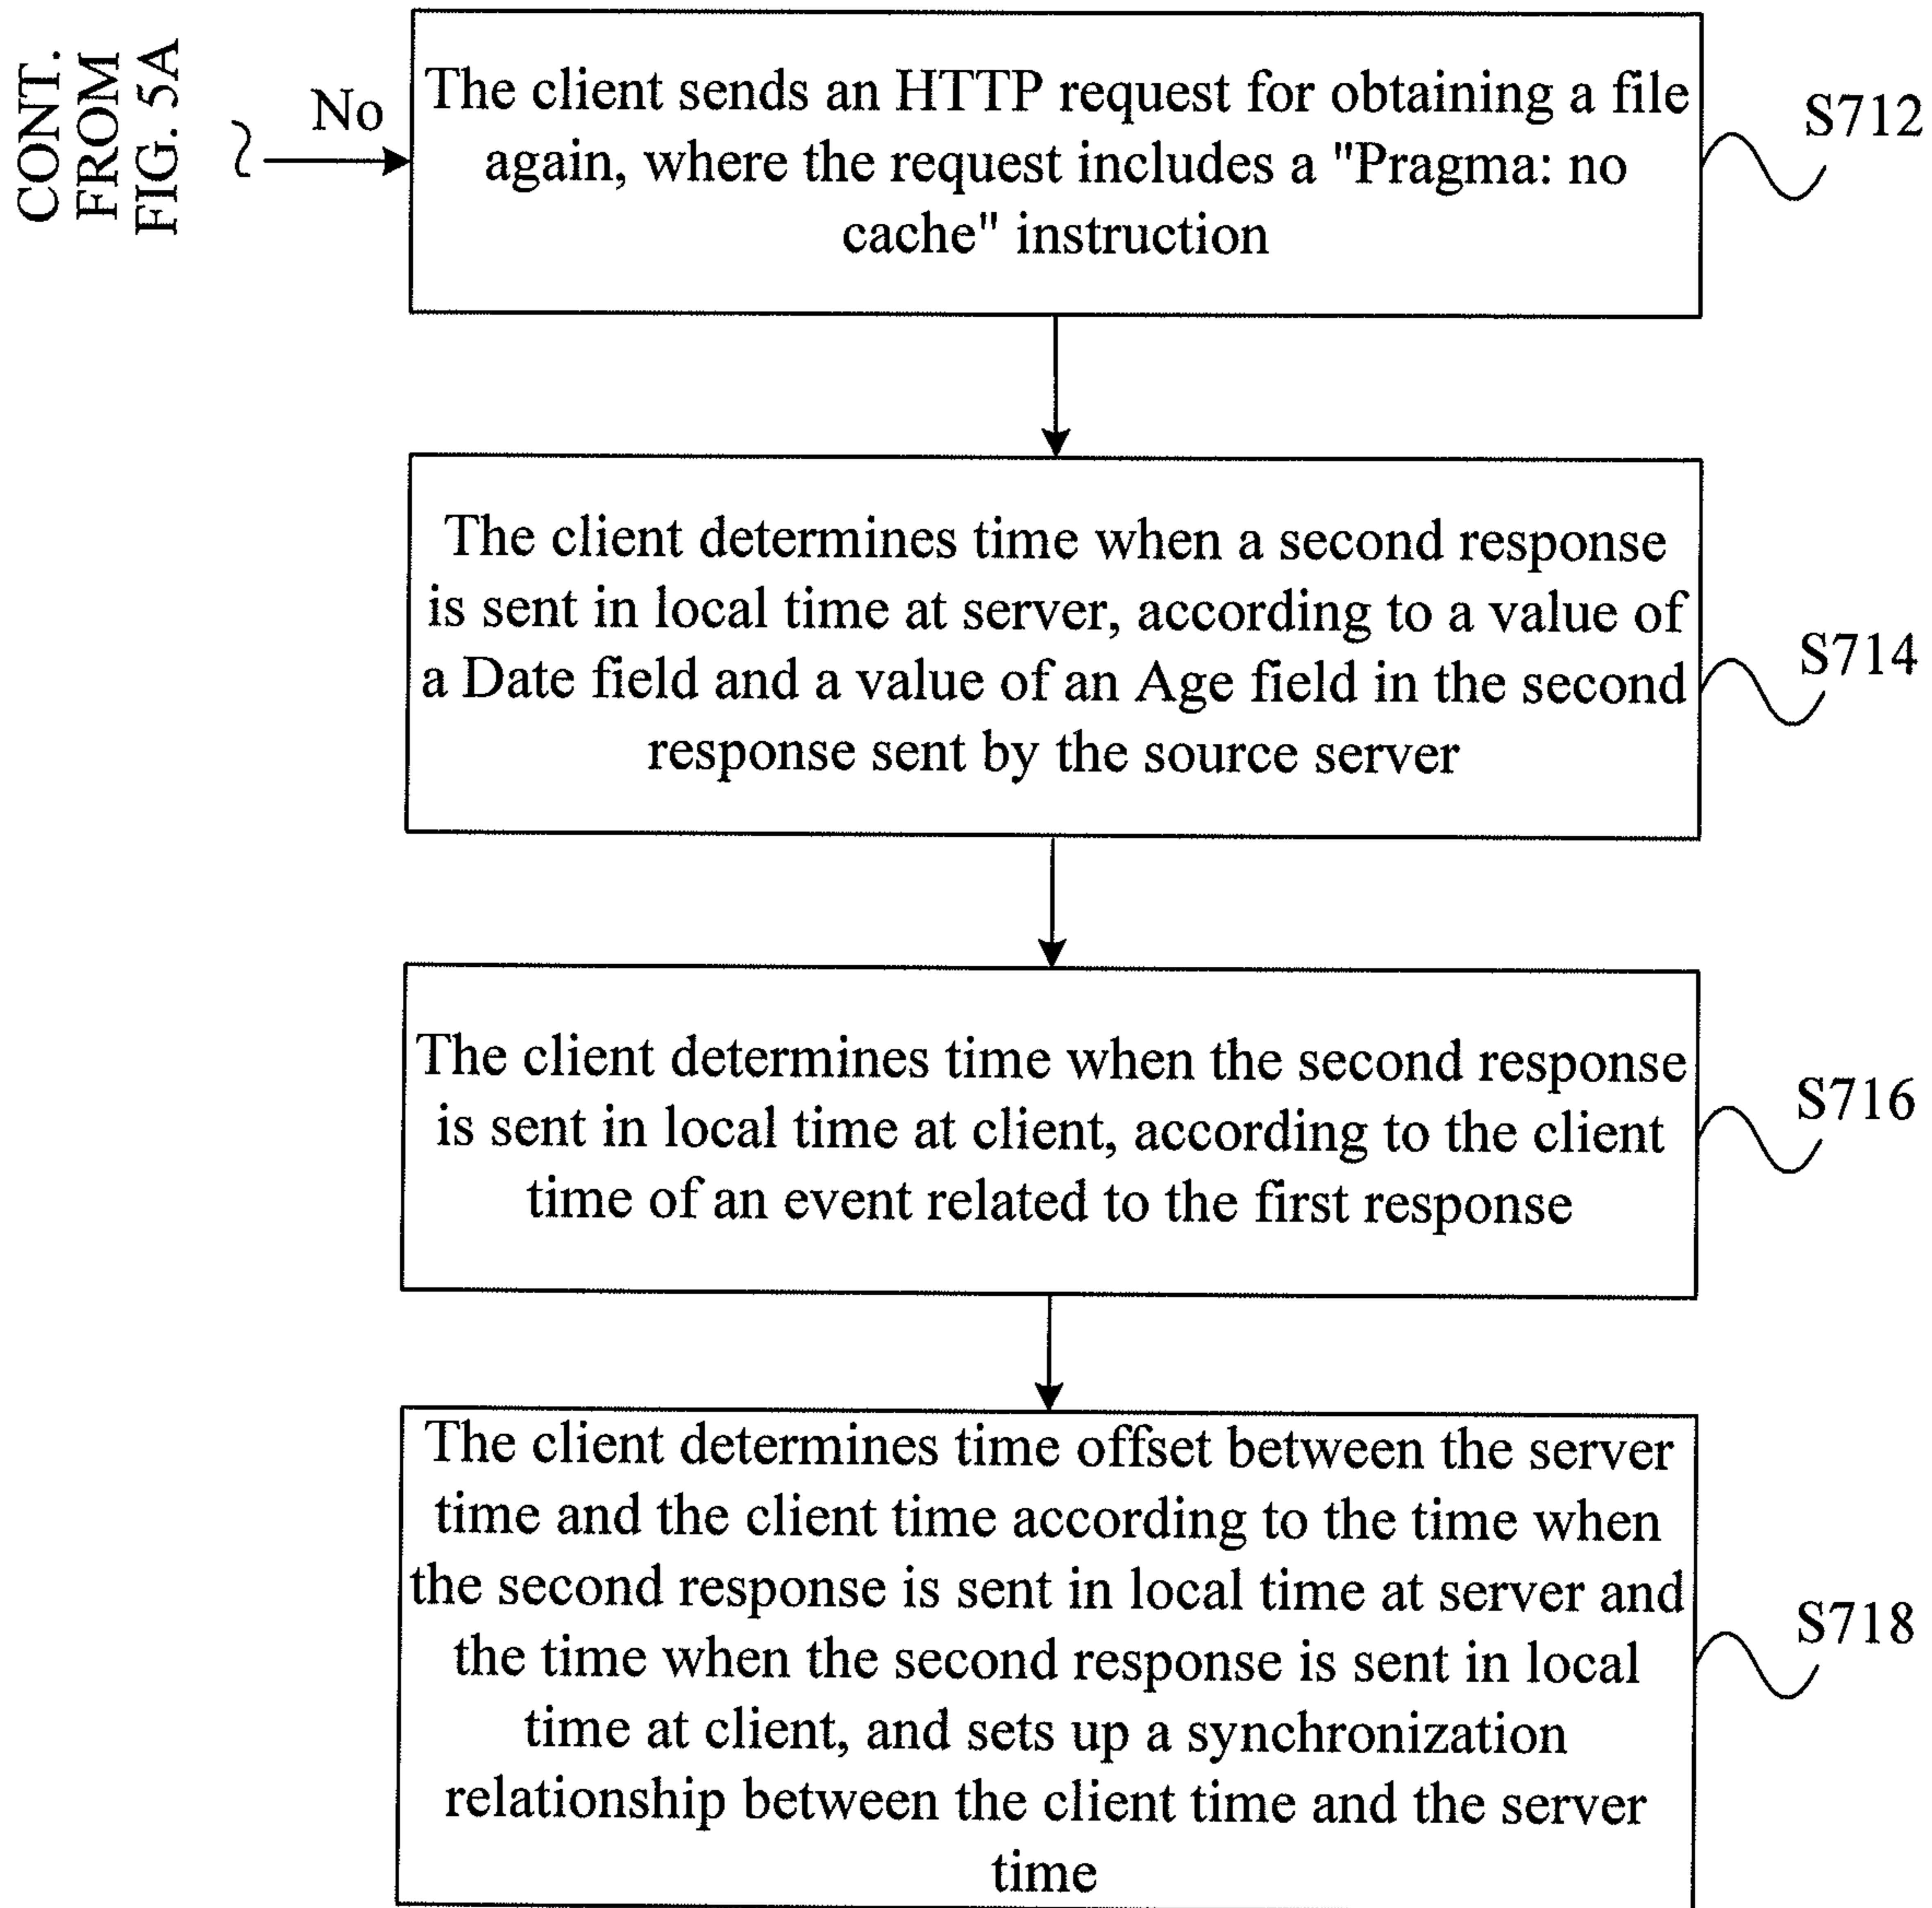 CONT.
FROM
FIG. 5A
No
The client sends an HTTP request for obtaining a file
again, where the request includes a "Pragma: no
cache" instruction
S712
The client determines time when a second response
is sent in local time at server, according to a value of
a Date field and a value of an Age field in the second
response sent by the source server
S714
The client determines time when the second response
is sent in local time at client, according to the client
time of an event related to the first response
S716
The client determines time offset between the server
time and the client time according to the time when
the second response is sent in local time at server and
the time when the second response is sent in local
time at client, and sets up a synchronization
relationship between the client time and the server
time
S718